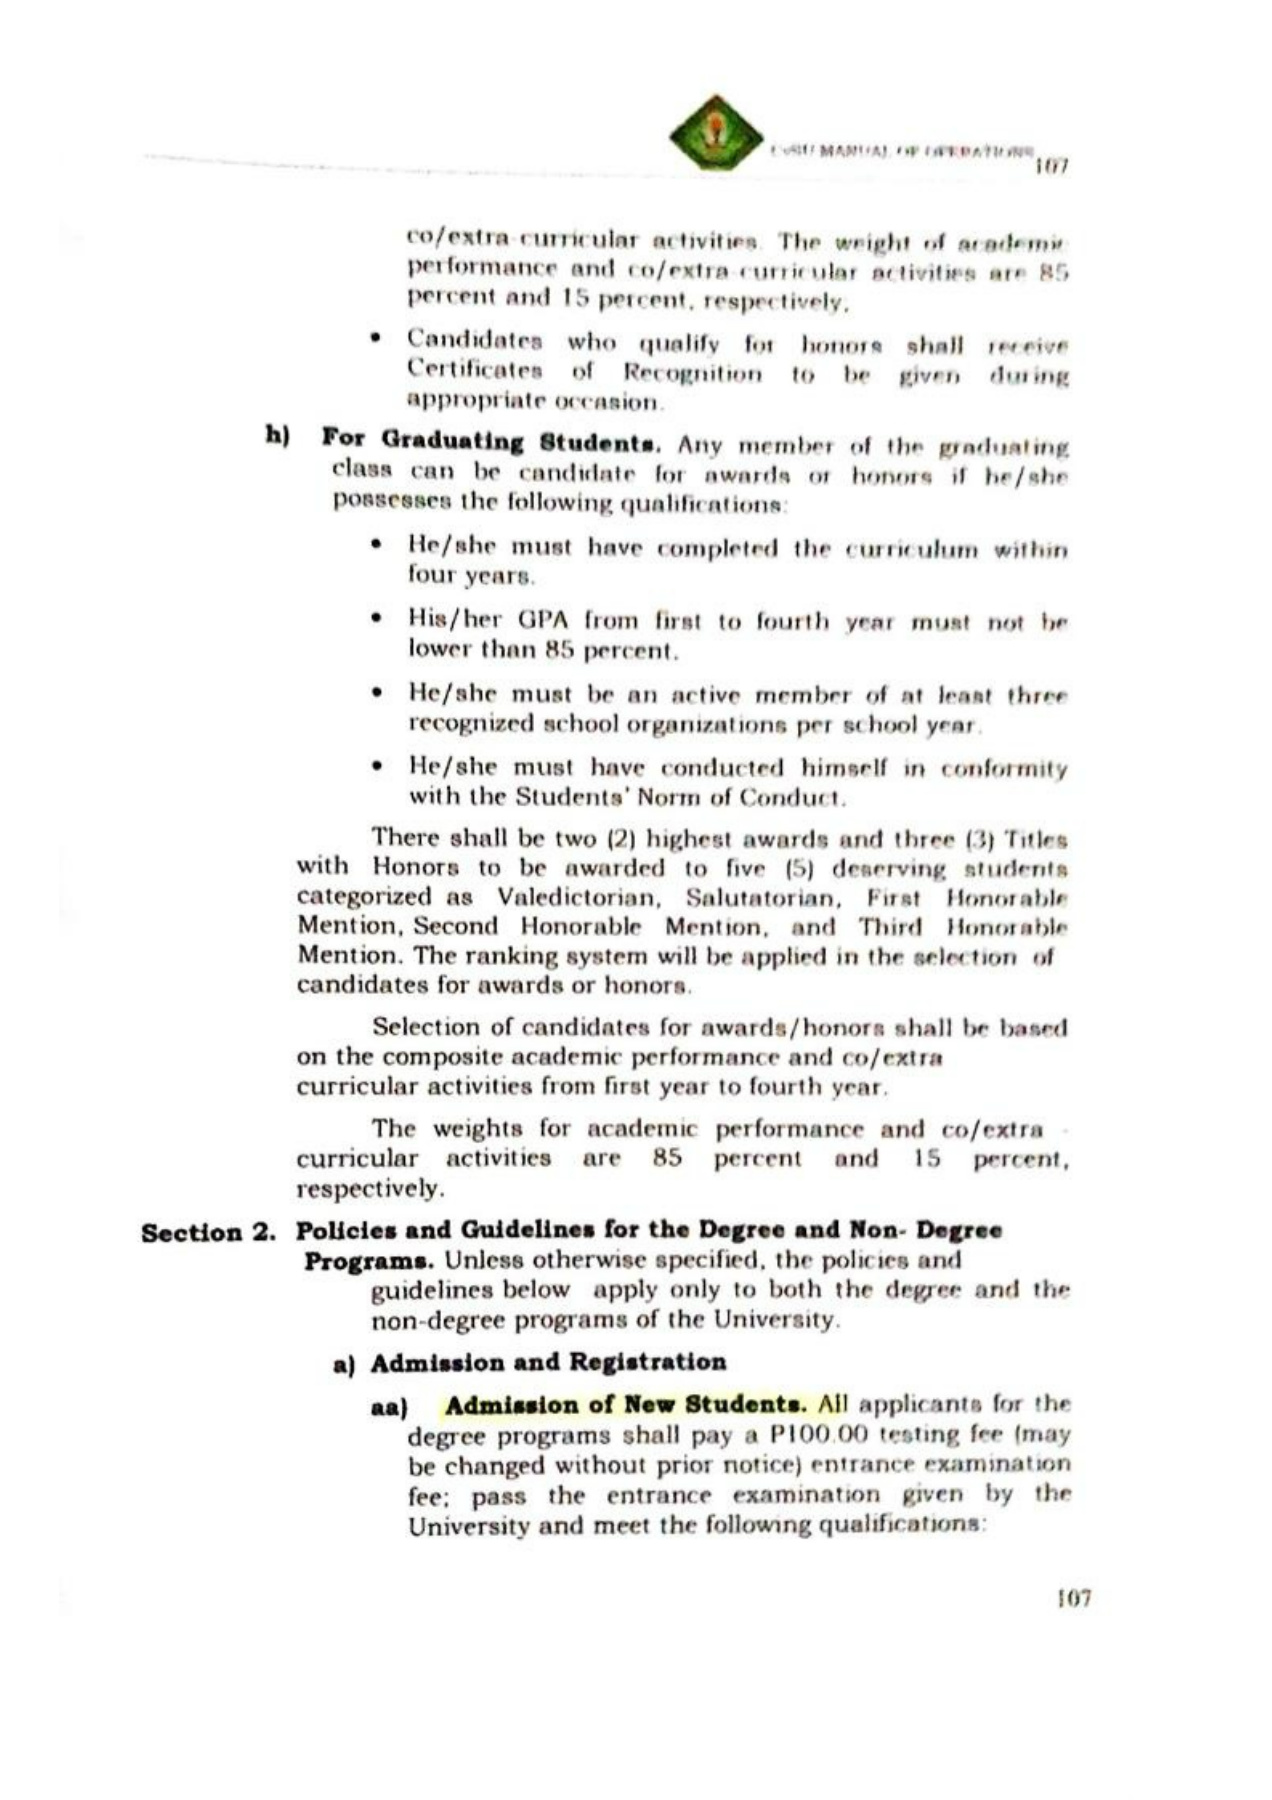 CvSU MANUAL OF OPERATIONS
107
co/extra-curricular activities. The weight of academic
performance and co/extra-curricular activities are 85
percent and 15 percent, respectively.
• Candidates who qualify for honors shall receive
Certificates of Recognition to be given during
appropriate occasion.
h) For Graduating Students. Any member of the graduating
class can be candidate for awards or honors if he/she
possesses the following qualifications:
• He/she must have completed the curriculum within
four years.
• His/her GPA from first to fourth year must not be
lower than 85 percent.
• He/she must be an active member of at least three
recognized school organizations per school year.
• He/she must have conducted himself in conformity
with the Students' Norm of Conduct.
There shall be two (2) highest awards and three (3) Titles
with Honors to be awarded to five (5) deserving students
categorized as Valedictorian, Salutatorian, First Honorable
Mention, Second Honorable Mention, and Third Honorable
Mention. The ranking system will be applied in the selection of
candidates for awards or honors.
Selection of candidates for awards/honors shall be based
on the composite academic performance and co/extra
curricular activities from first year to fourth year.
The weights for academic performance and co/extra -
curricular activities are 85 percent and 15 percent,
respectively.
Section 2. Policies and Guidelines for the Degree and Non- Degree
Programs. Unless otherwise specified, the policies and
guidelines below apply only to both the degree and the
non-degree programs of the University.
a) Admission and Registration
aa) Admission of New Students. All applicants for the
degree programs shall pay a P100.00 testing fee (may
be changed without prior notice) entrance examination
fee; pass the entrance examination given by the
University and meet the following qualifications:
107